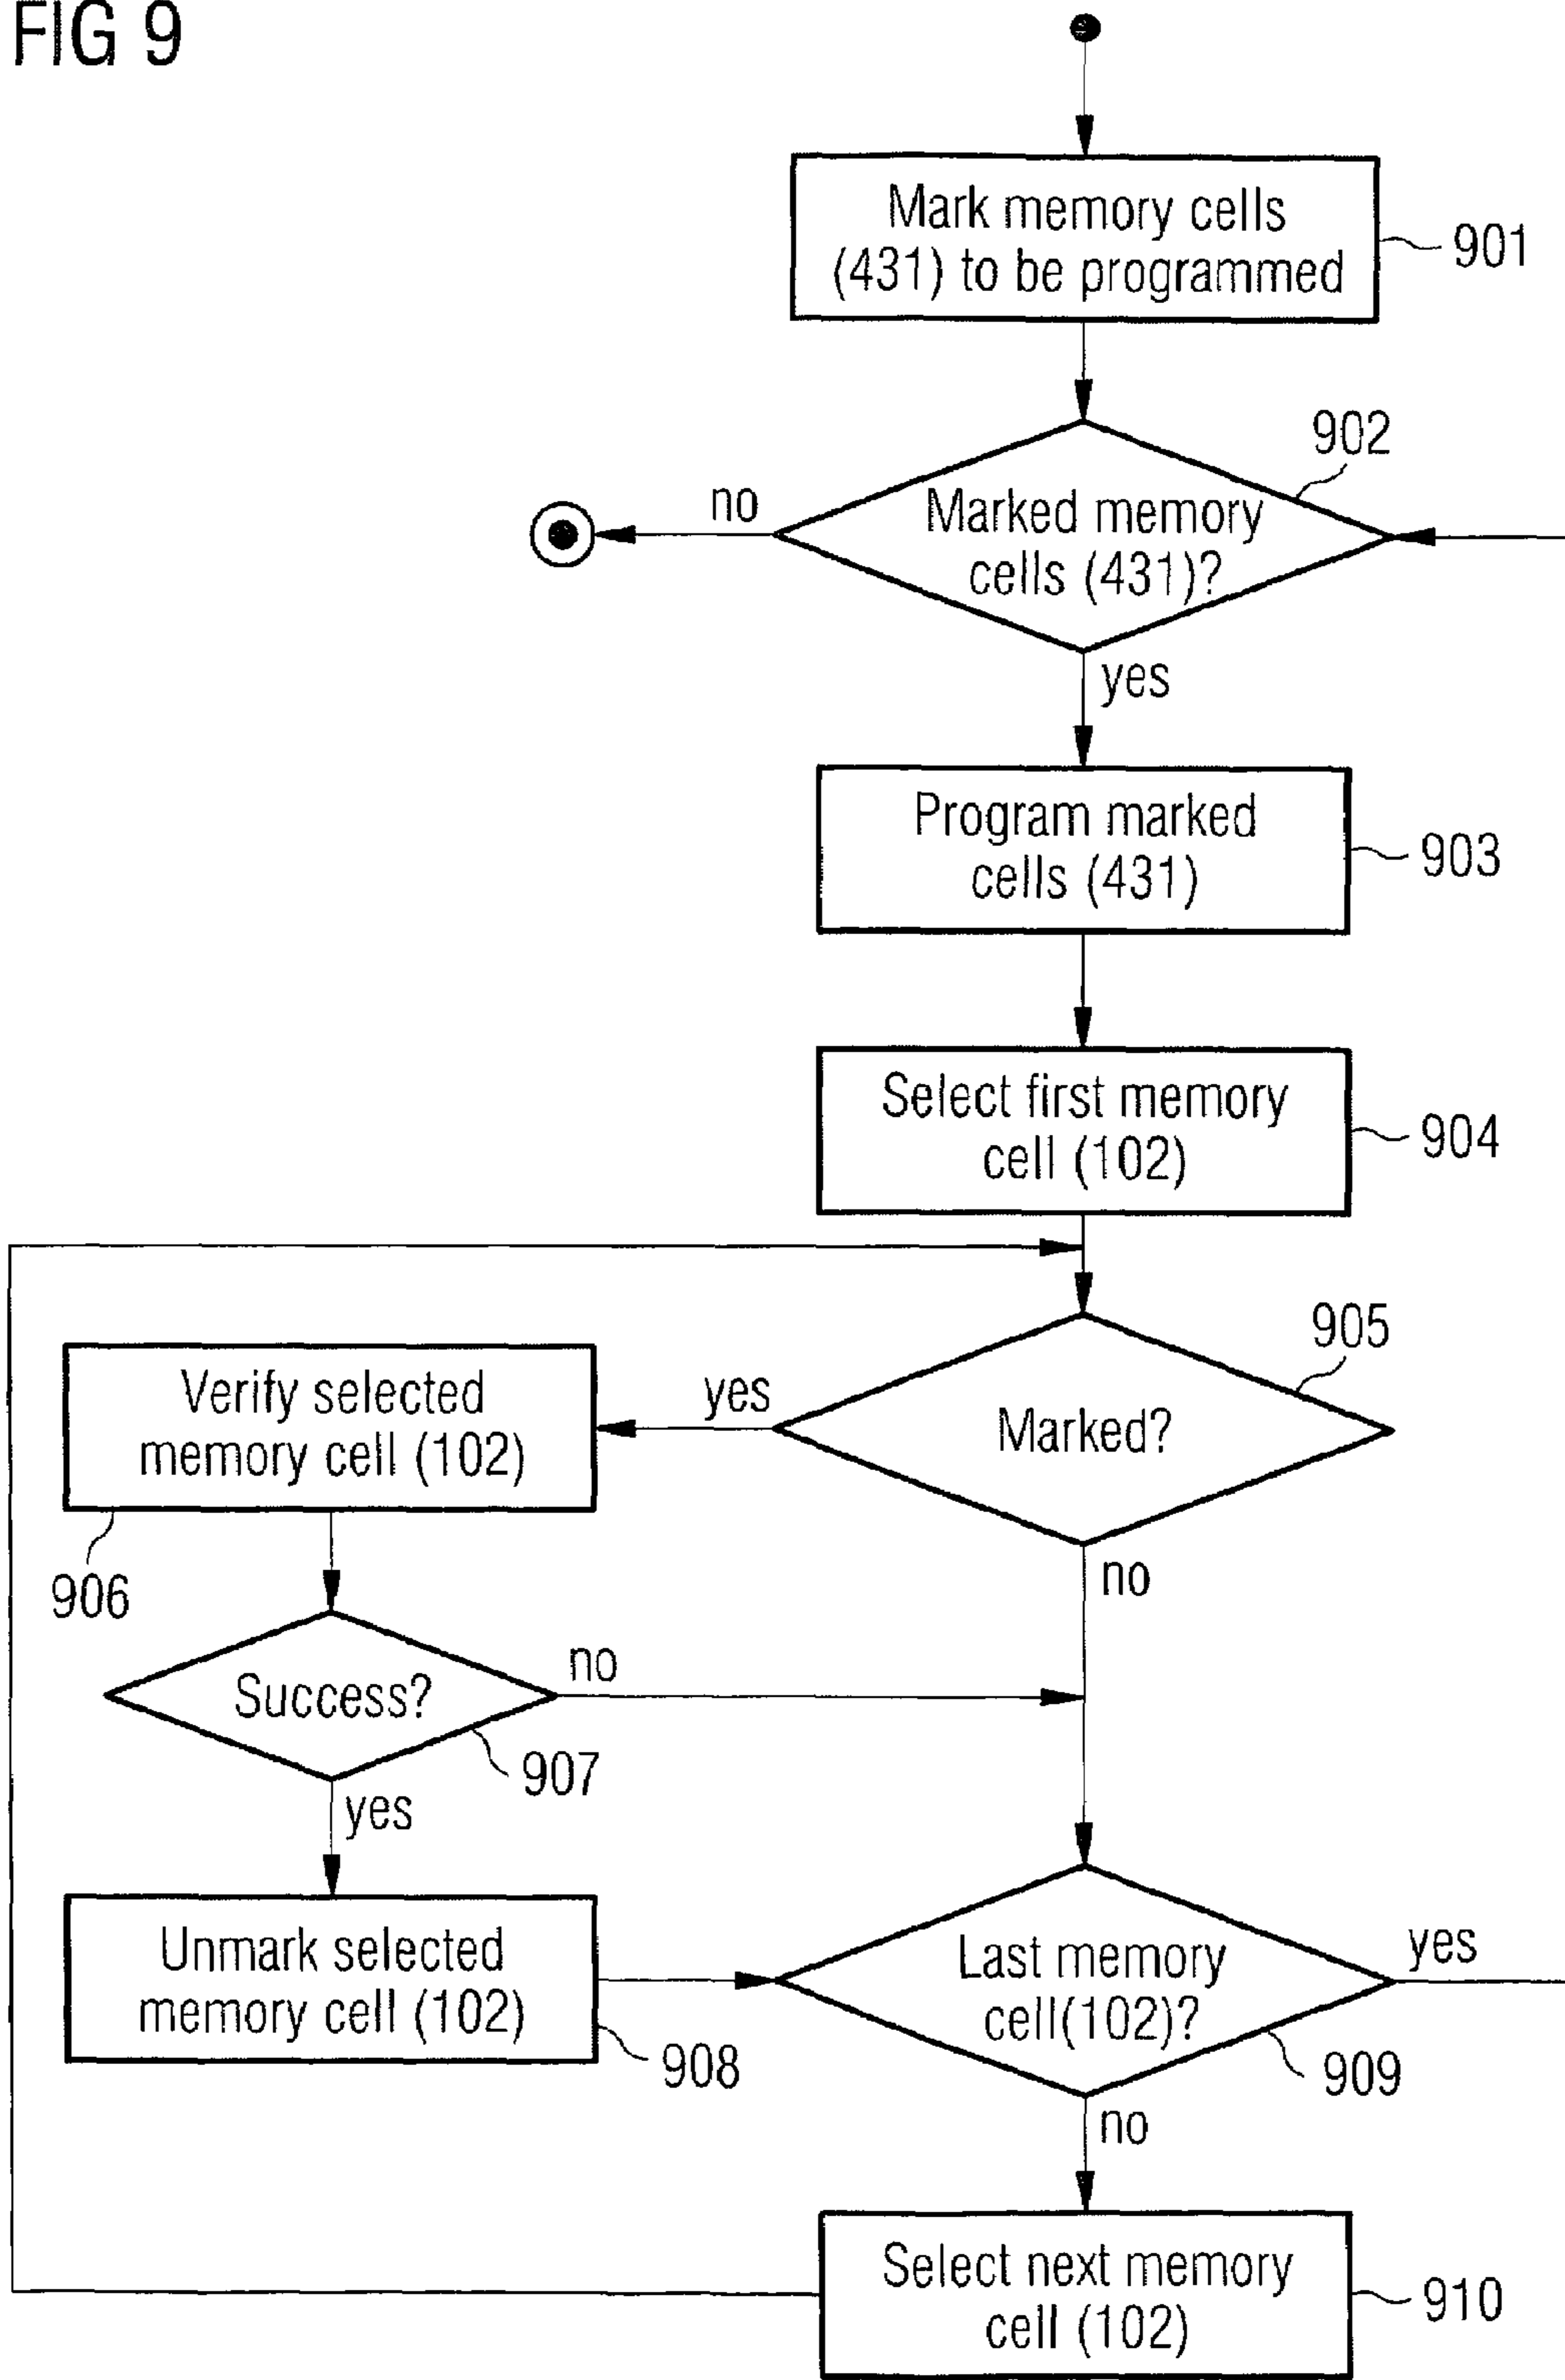 FIG 9
Mark memory cells
(431) to be programmed
901
902
Marked memory
cells (431)?
no
yes
Program marked
cells (431)
903
Select first memory
cell (102)
904
905
Marked?
yes
no
Verify selected
memory cell (102)
906
Success?
no
907
yes
Unmark selected
memory cell (102)
908
Last memory
cell(102)?
yes
909
no
Select next memory
cell (102)
910